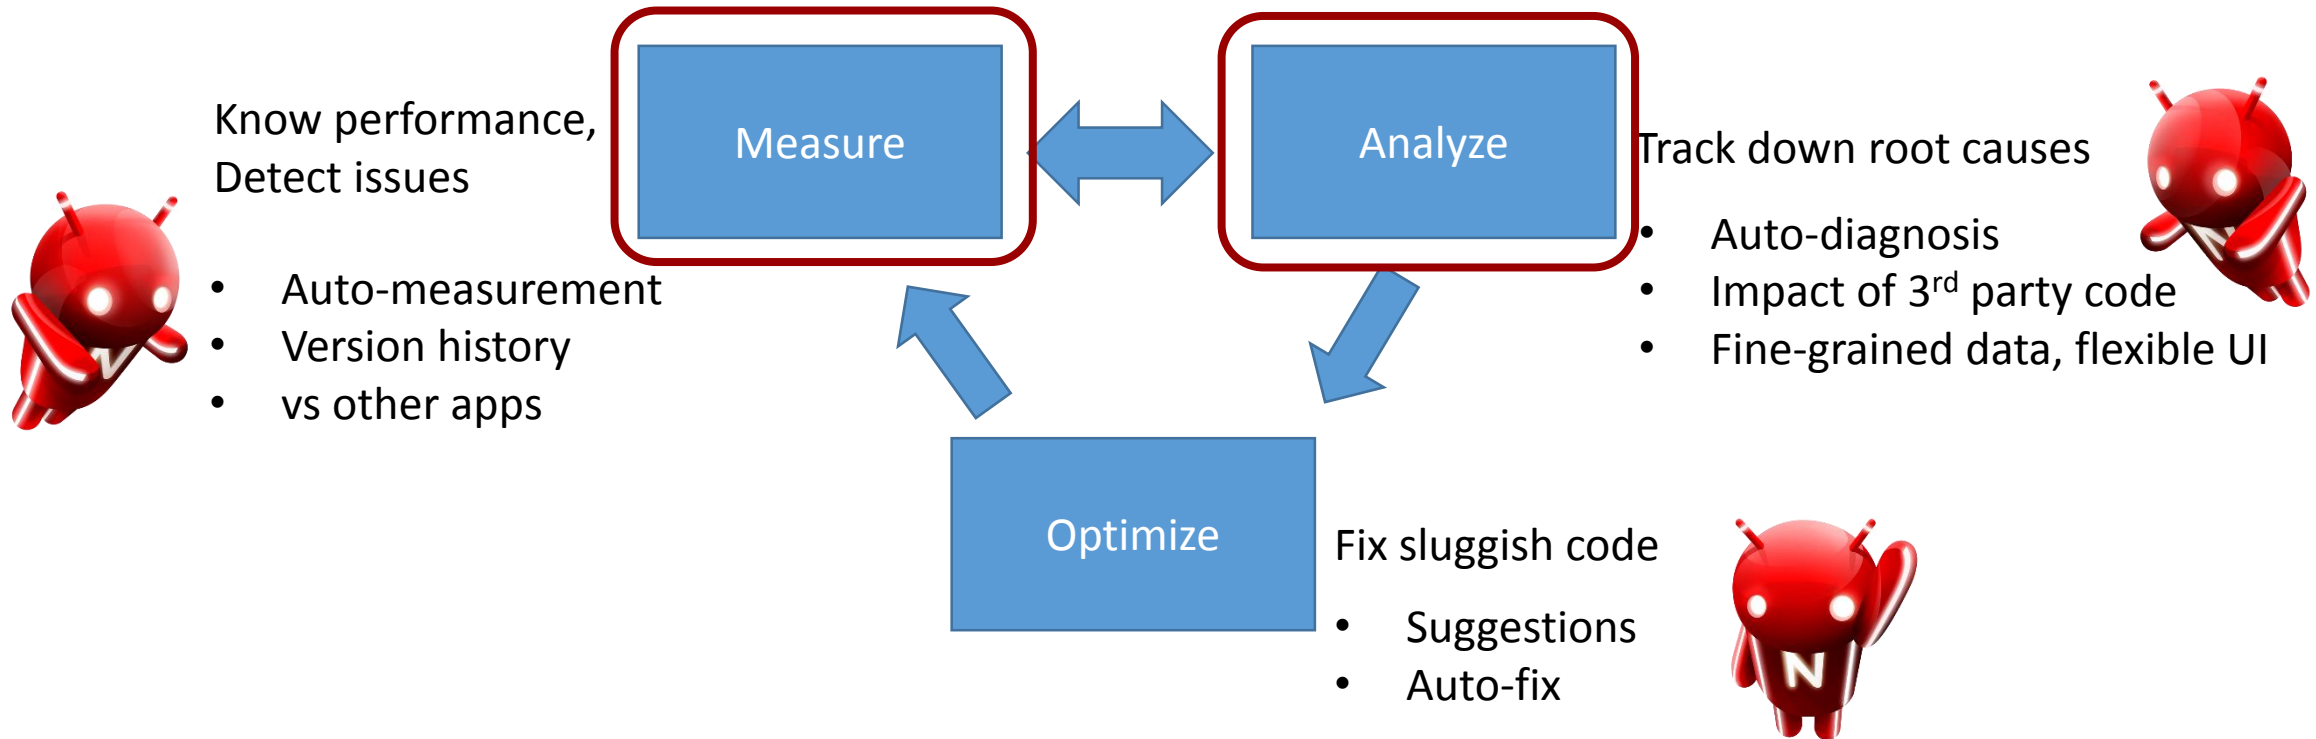 Measure
Know performance,
Detect issues
• Auto-measurement
• Version history
• vs other apps
Analyze
Track down root causes
• Auto-diagnosis
• Impact of 3rd party code
• Fine-grained data, flexible UI
Optimize
Fix sluggish code
• Suggestions
• Auto-fix
N
N
N